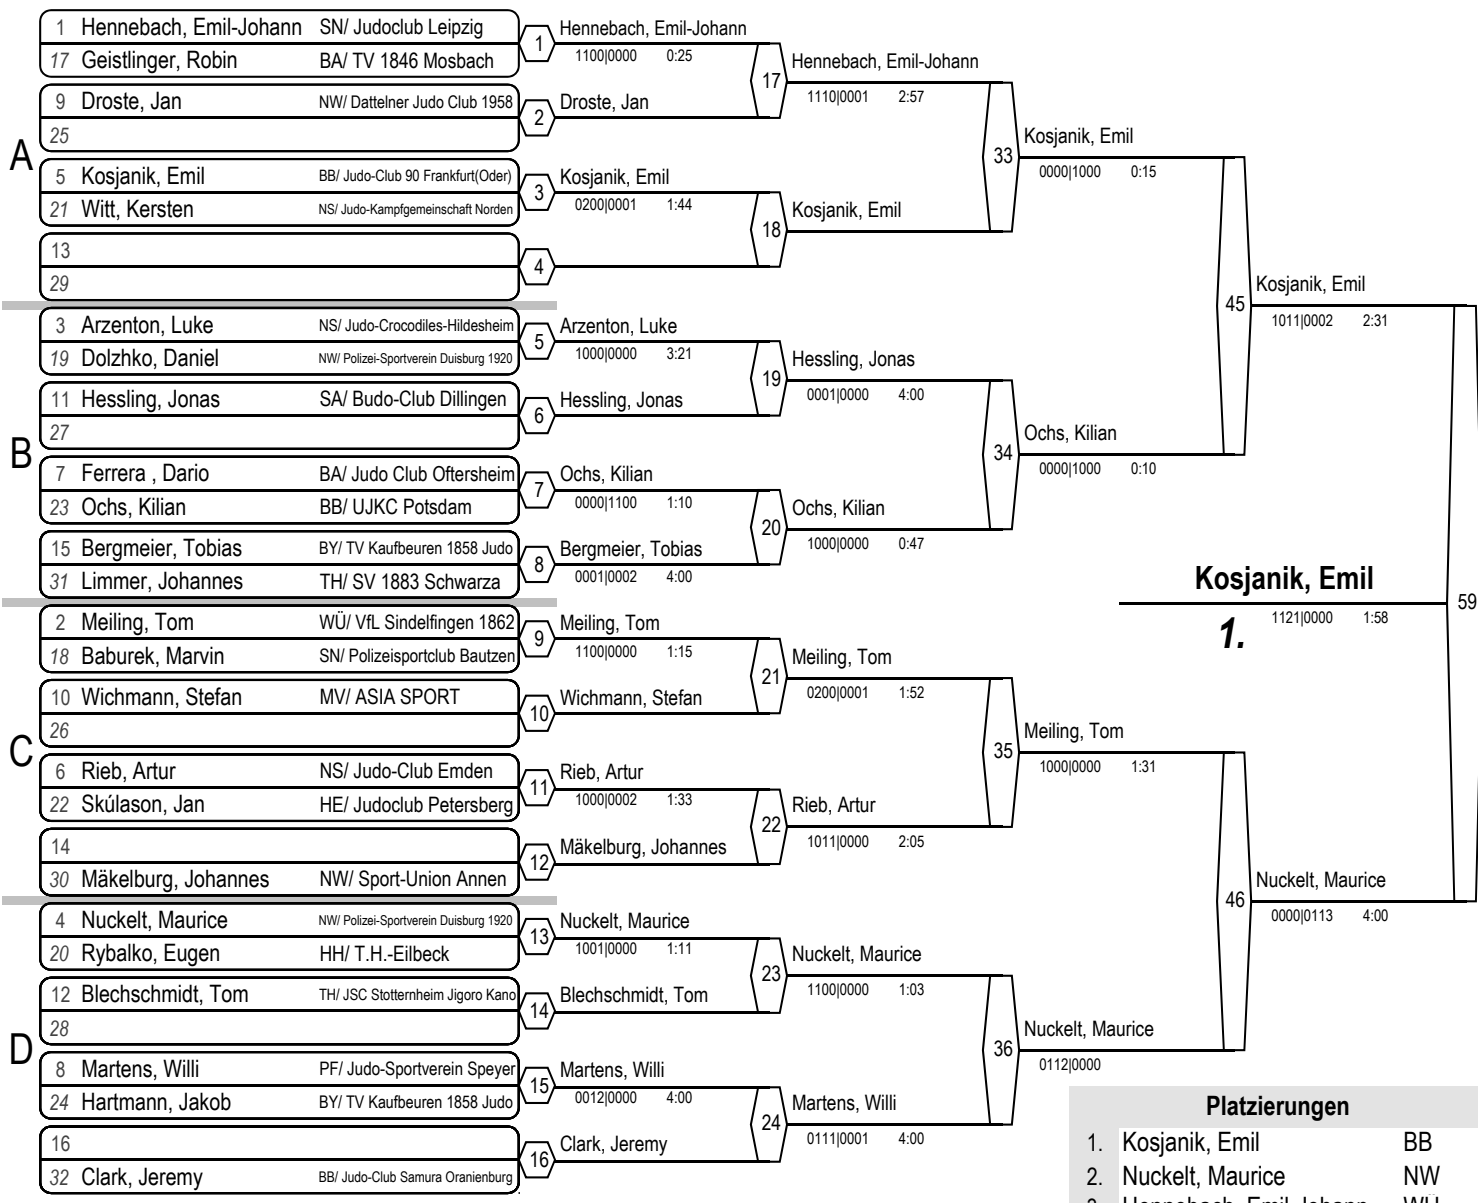 1 Hennebach, Emil-Johann SN/ Judoclub Leipzig
17 Geistlinger, Robin BA/ TV 1846 Mosbach
9 Droste, Jan NW/ Dattelner Judo Club 1958
25
A
5 Kosjanik, Emil BB/ Judo-Club 90 Frankfurt(Oder)
21 Witt, Kersten NS/ Judo-Kampfgemeinschaft Norden
13
29
3 Arzenton, Luke NS/ Judo-Crocodiles-Hildesheim
19 Dolzhko, Daniel NW/ Polizei-Sportverein Duisburg 1920
11 Hessling, Jonas SA/ Budo-Club Dillingen
27
B
7 Ferrera , Dario BA/ Judo Club Oftersheim
23 Ochs, Kilian BB/ UJKC Potsdam
15 Bergmeier, Tobias BY/ TV Kaufbeuren 1858 Judo
31 Limmer, Johannes TH/ SV 1883 Schwarza
2 Meiling, Tom WÜ/ VfL Sindelfingen 1862
18 Baburek, Marvin SN/ Polizeisportclub Bautzen
10 Wichmann, Stefan MV/ ASIA SPORT
26
C
6 Rieb, Artur NS/ Judo-Club Emden
22 Skúlason, Jan HE/ Judoclub Petersberg
14
30 Mäkelburg, Johannes NW/ Sport-Union Annen
4 Nuckelt, Maurice NW/ Polizei-Sportverein Duisburg 1920
20 Rybalko, Eugen HH/ T.H.-Eilbeck
12 Blechschmidt, Tom TH/ JSC Stotternheim Jigoro Kano
28
D
8 Martens, Willi PF/ Judo-Sportverein Speyer
24 Hartmann, Jakob BY/ TV Kaufbeuren 1858 Judo
16
32 Clark, Jeremy BB/ Judo-Club Samura Oranienburg
1 Hennebach, Emil-Johann
1100|0000 0:25
2 Droste, Jan
3 Kosjanik, Emil
0200|0001 1:44
4
5 Arzenton, Luke
1000|0000 3:21
6 Hessling, Jonas
7 Ochs, Kilian
0000|1100 1:10
8 Bergmeier, Tobias
0001|0002 4:00
9 Meiling, Tom
1100|0000 1:15
10 Wichmann, Stefan
11 Rieb, Artur
1000|0002 1:33
12 Mäkelburg, Johannes
13 Nuckelt, Maurice
1001|0000 1:11
14 Blechschmidt, Tom
15 Martens, Willi
0012|0000 4:00
16 Clark, Jeremy
17 Hennebach, Emil-Johann
1110|0001 2:57
18 Kosjanik, Emil
19 Hessling, Jonas
0001|0000 4:00
20 Ochs, Kilian
1000|0000 0:47
21 Meiling, Tom
0200|0001 1:52
22 Rieb, Artur
1011|0000 2:05
23 Nuckelt, Maurice
1100|0000 1:03
24 Martens, Willi
0111|0001 4:00
33 Kosjanik, Emil
0000|1000 0:15
34 Ochs, Kilian
0000|1000 0:10
35 Meiling, Tom
1000|0000 1:31
36 Nuckelt, Maurice
0112|0000
45 Kosjanik, Emil
1011|0002 2:31
46 Nuckelt, Maurice
0000|0113 4:00
Kosjanik, Emil 59
1. 1121|0000 1:58
Platzierungen
1. Kosjanik, Emil BB
2. Nuckelt, Maurice NW